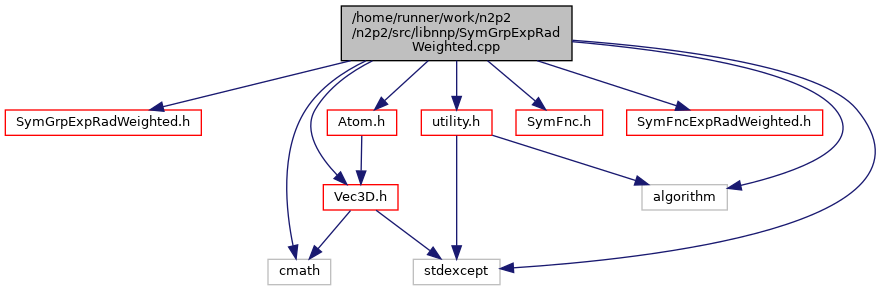 /home/runner/work/n2p2
/n2p2/src/libnnp/SymGrpExpRad
Weighted.cpp
SymGrpExpRadWeighted.h
Atom.h
utility.h
SymFnc.h
SymFncExpRadWeighted.h
Vec3D.h
algorithm
cmath
stdexcept